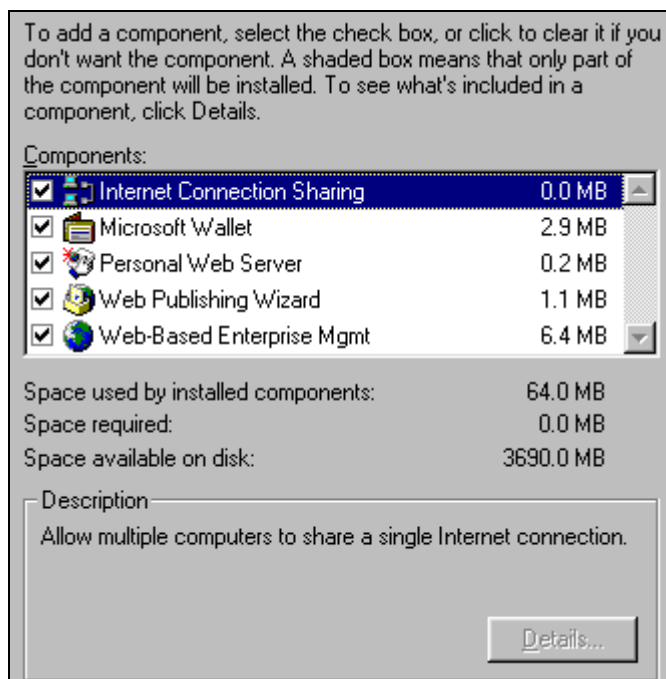 To add a component, select the check box, or click to clear it if you
don't want the component. A shaded box means that only part of
the component will be installed. To see what's included in a
component, click Details.
Components:
Internet Connection Sharing 0.0 MB
Microsoft Wallet 2.9 MB
Personal Web Server 0.2 MB
Web Publishing Wizard 1.1 MB
Web-Based Enterprise Mgmt 6.4 MB
Space used by installed components: 64.0 MB
Space required: 0.0 MB
Space available on disk: 3690.0 MB
Description
Allow multiple computers to share a single Internet connection.
Details...